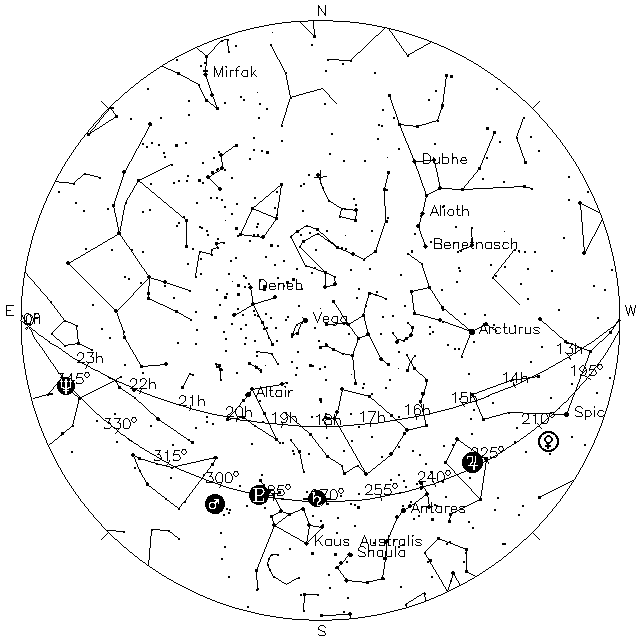 N
Mirfak
Dubhe
Alioth
Benetnasch
Deneb
E
W
Vega
Arcturus
13h
23h
345°
195°
22h
14h
Altair
21h
15h
20h
19h
18h
17h
16h
Spic
330°
210°
315°
225°
300°
285°
270°
255°
240°
Antares
Kaus Australis
Shaula
S